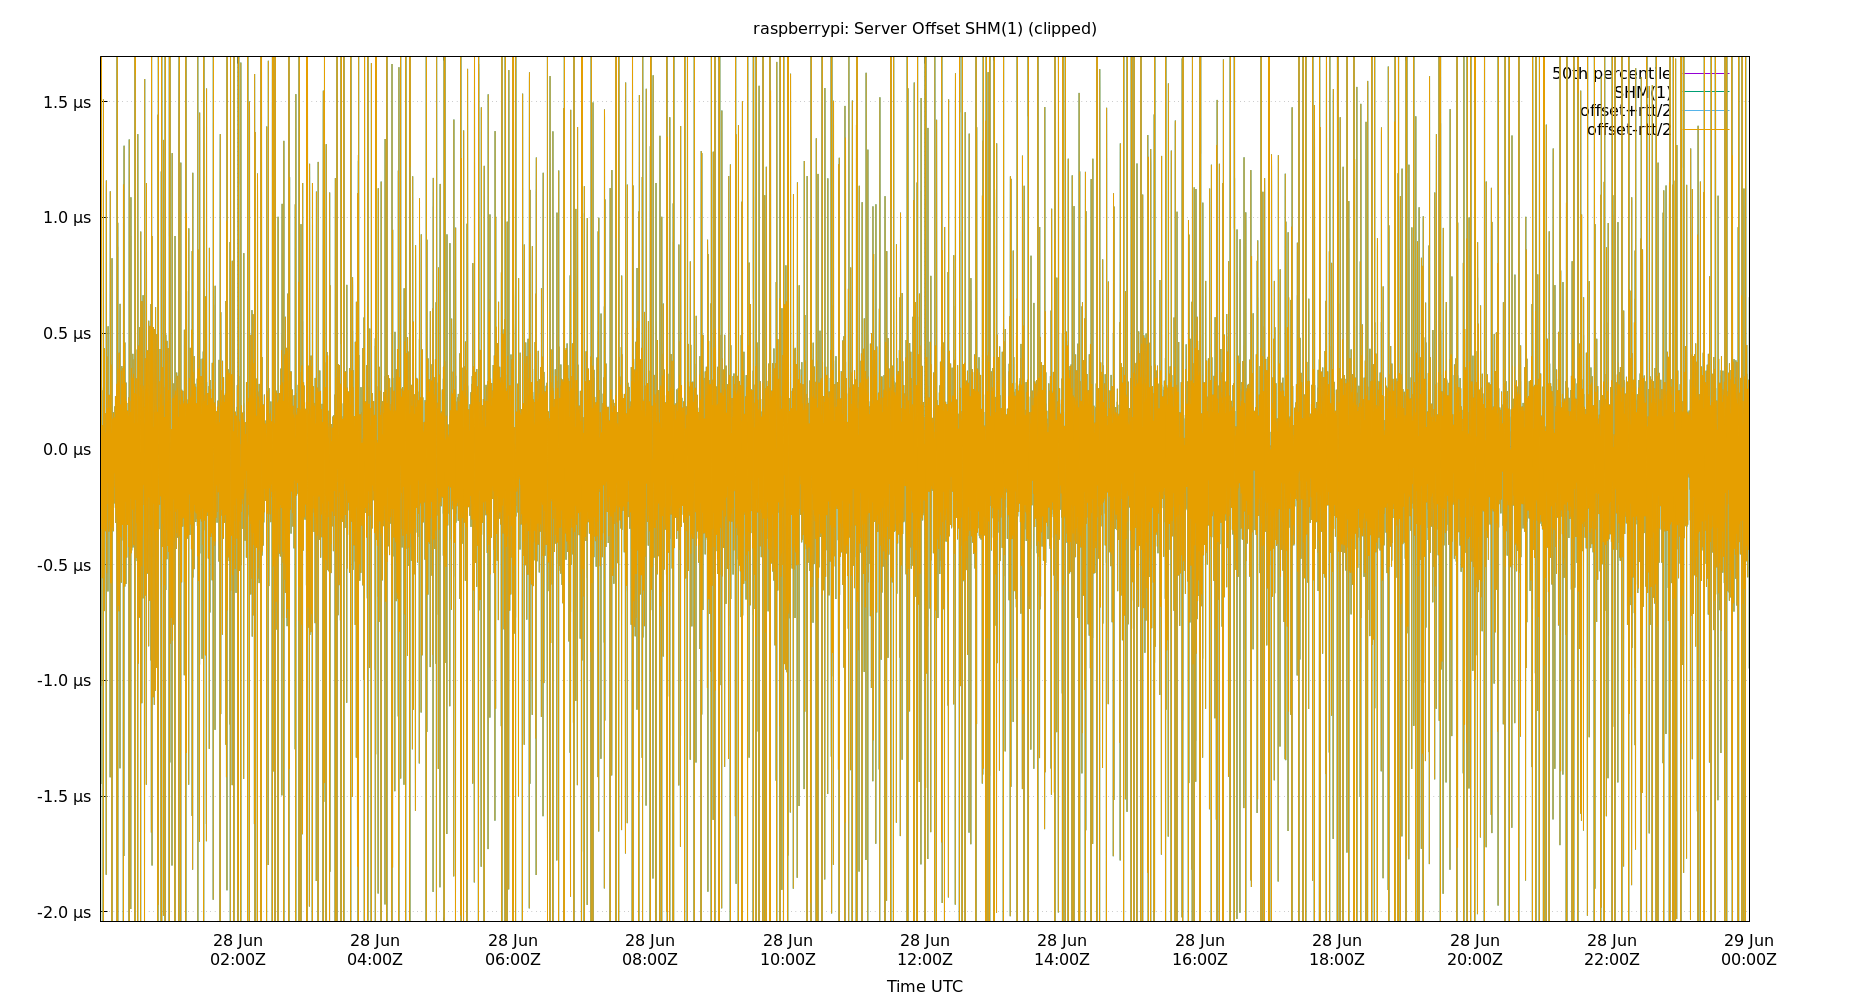 raspberrypi: Server Offset SHM(1) (clipped)
50th percentile
SHM(1)
offset+rtt/2
offset-rtt/2
1.5 µs
1.0 µs
0.5 µs
0.0 µs
-0.5 µs
-1.0 µs
-1.5 µs
-2.0 µs
28 Jun 28 Jun 28 Jun 28 Jun 28 Jun 28 Jun 28 Jun 28 Jun 28 Jun 28 Jun 28 Jun 29 Jun
02:00Z 04:00Z 06:00Z 08:00Z 10:00Z 12:00Z 14:00Z 16:00Z 18:00Z 20:00Z 22:00Z 00:00Z
Time UTC